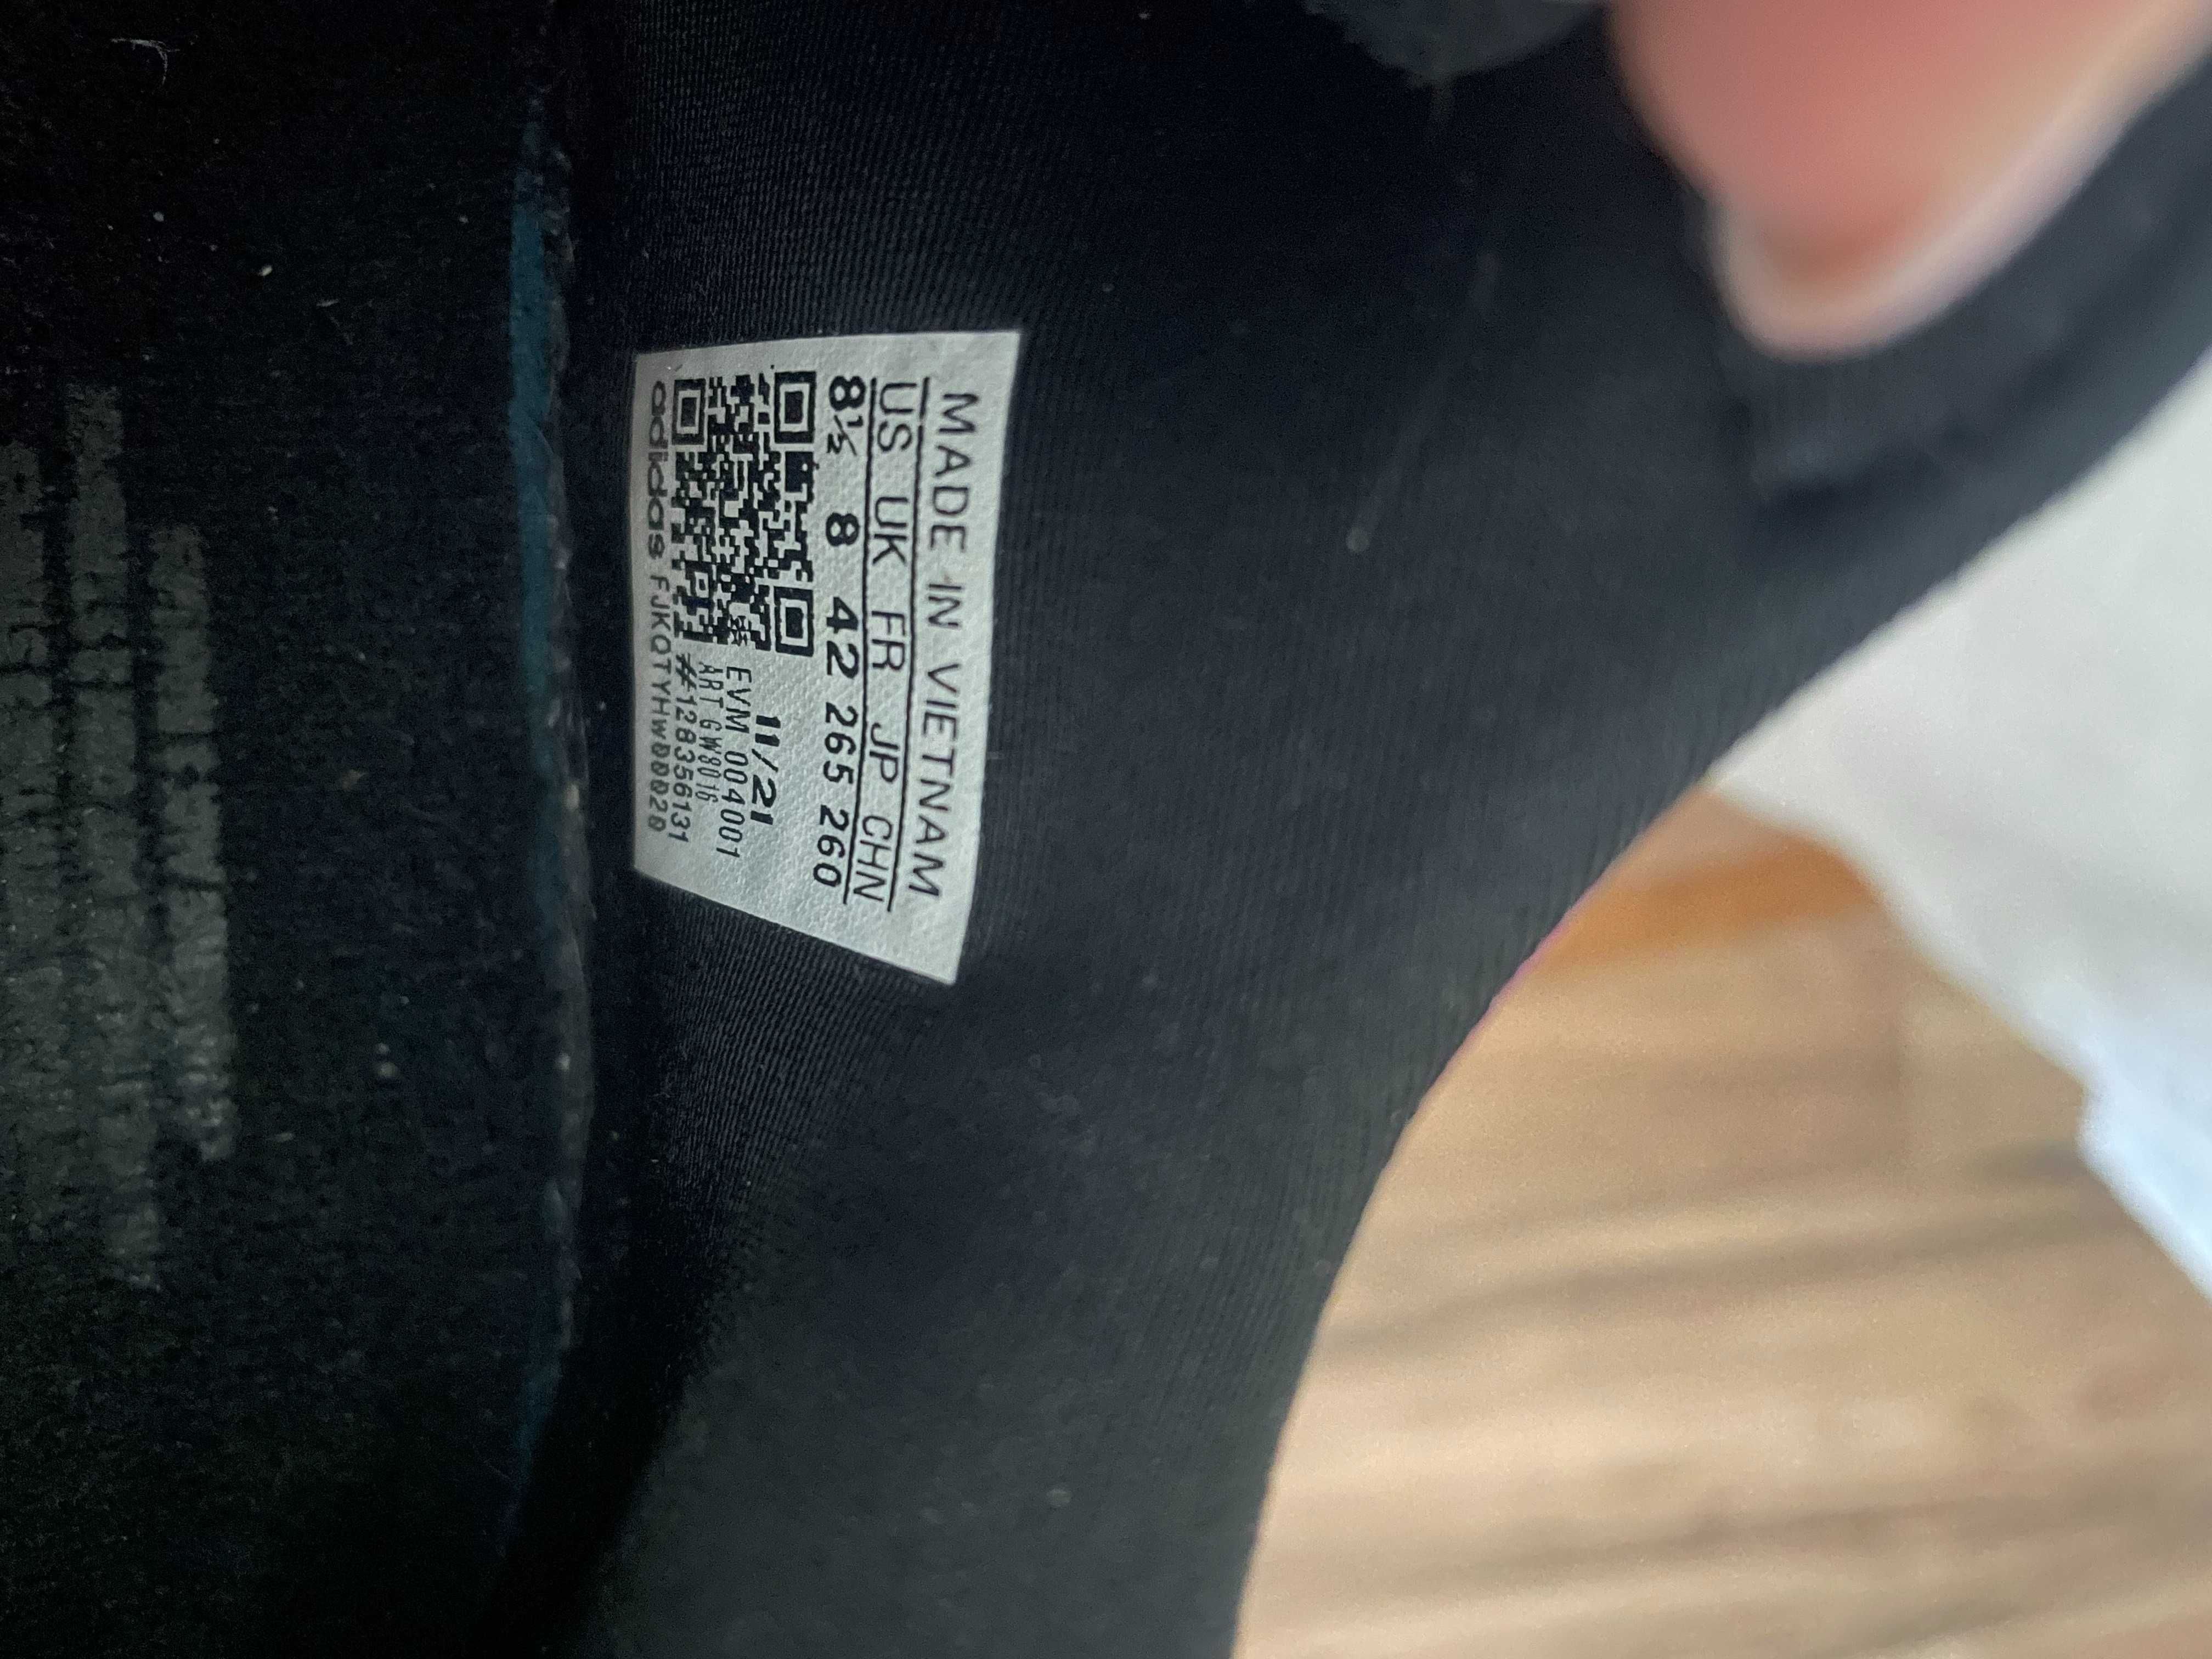 MADE IN VIETNAM
US UK FR JP CHN
8½ 8 42 265 260
11/21
EVM 004001
ART GW8016
#128356131
adidas FJKQTYHW00020